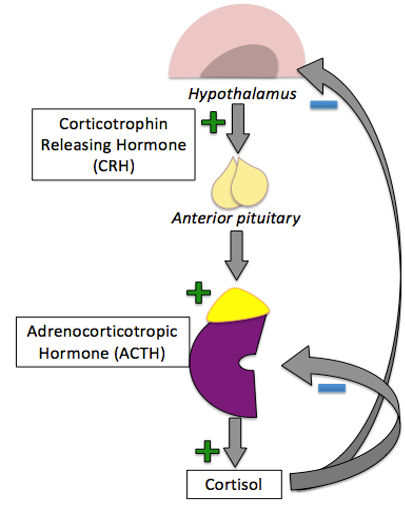 Hypothalamus
Corticotrophin
Releasing Hormone
(CRH)
Anterior pituitary
Adrenocorticotropic
Hormone (ACTH)
Cortisol